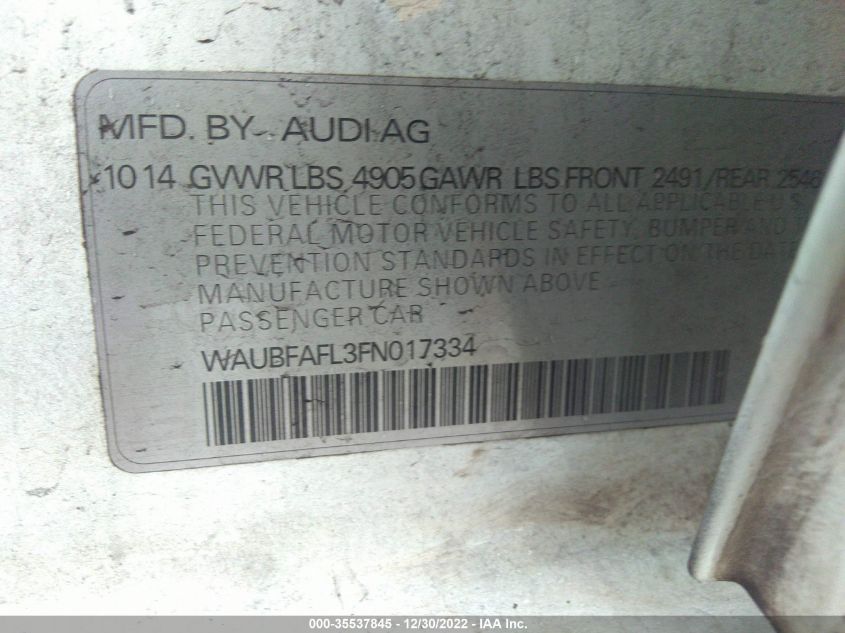 MFD. BY AUDI AG
10 14 GVWR LBS 4905 GAWR LBS FRONT 2491/REAR 2546
THIS VEHICLE CONFORMS TO ALL APPLICABLE U.S.
FEDERAL MOTOR VEHICLE SAFETY, BUMPER AND
PREVENTION STANDARDS IN EFFECT ON THE DATE
MANUFACTURE SHOWN ABOVE
PASSENGER CAR
WAUBFAFL3FN017334
000-35537845 - 12/30/2022 - IAA Inc.